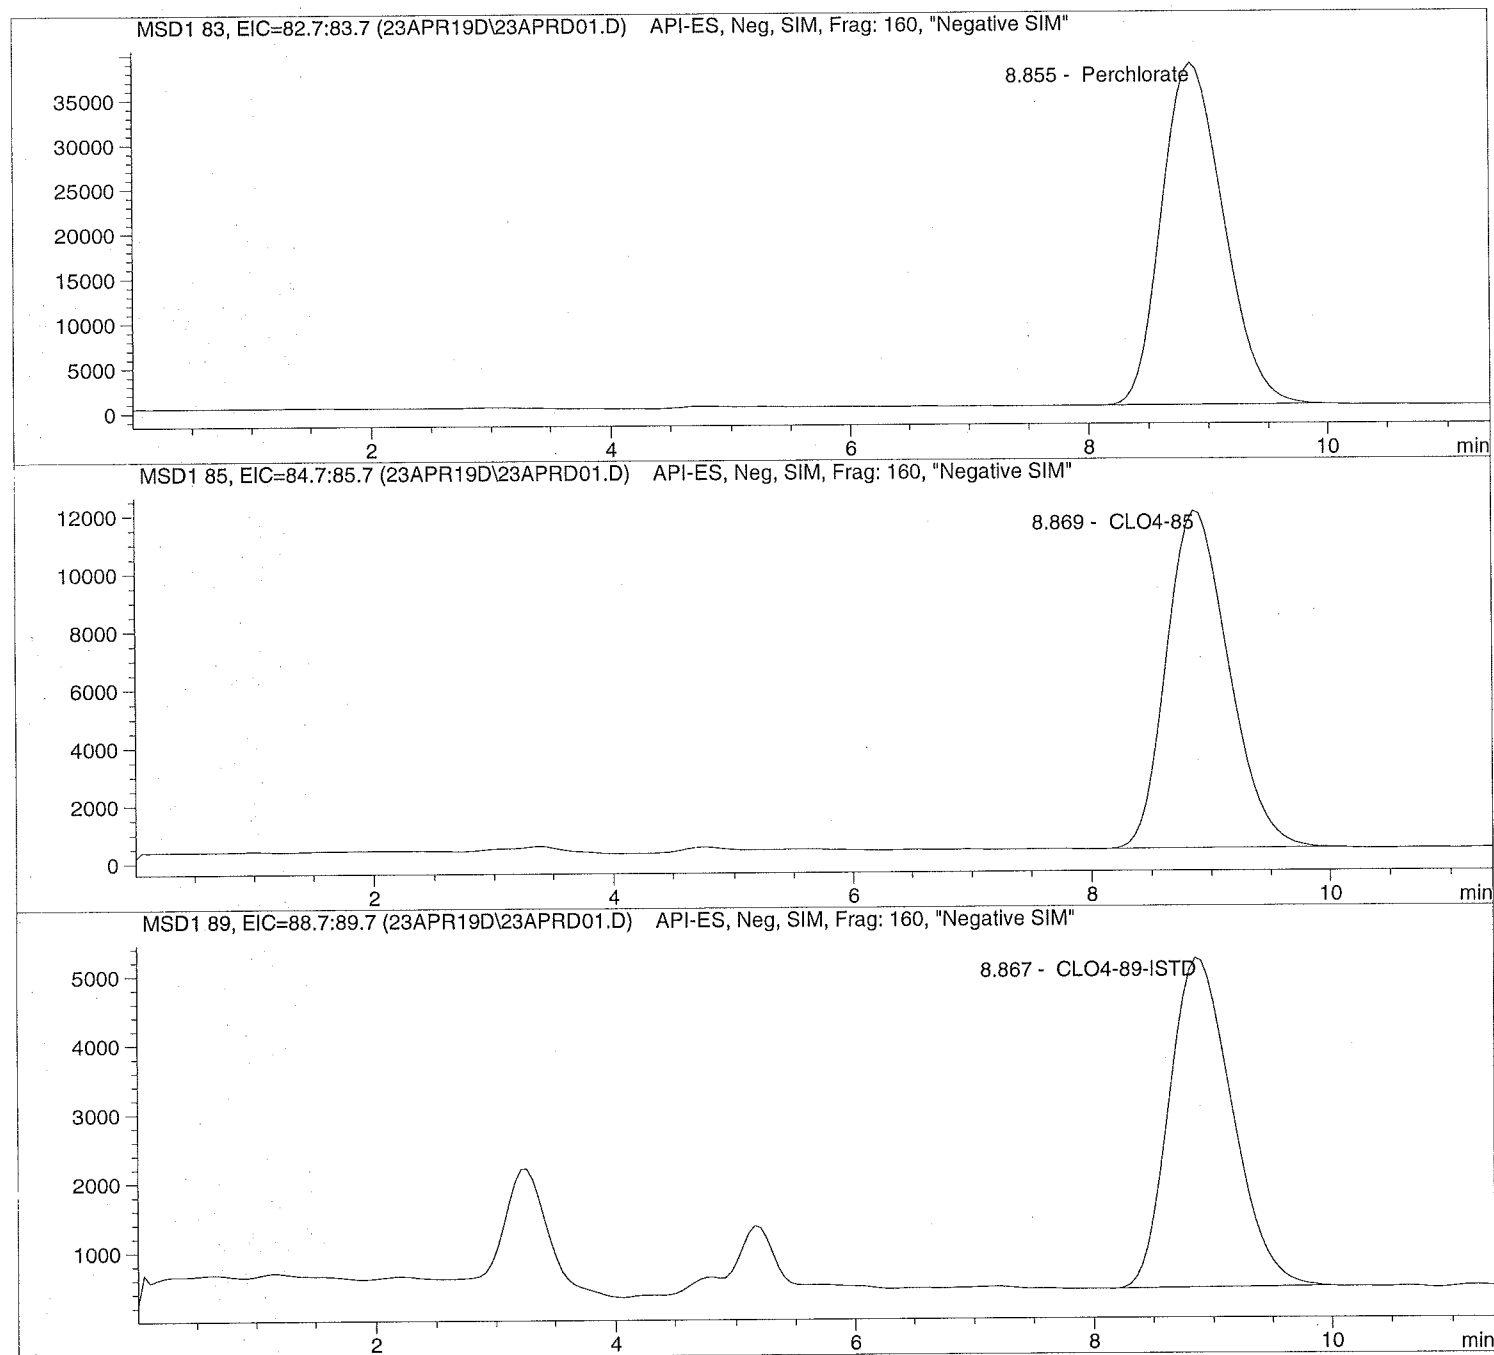 MSD1 83, EIC=82.7:83.7 (23APR19D\23APRD01.D) API-ES, Neg, SIM, Frag: 160, "Negative SIM"
8.855 - Perchlorate
35000
30000
25000
20000
15000
10000
5000
0
2 4 6 8 10 min
MSD1 85, EIC=84.7:85.7 (23APR19D\23APRD01.D) API-ES, Neg, SIM, Frag: 160, "Negative SIM"
12000
8.869 - CLO4-85
10000
8000
6000
4000
2000
0
2 4 6 8 10 min
MSD1 89, EIC=88.7:89.7 (23APR19D\23APRD01.D) API-ES, Neg, SIM, Frag: 160, "Negative SIM"
5000
8.867 - CLO4-89-ISTD
4000
3000
2000
1000
2 4 6 8 10 min